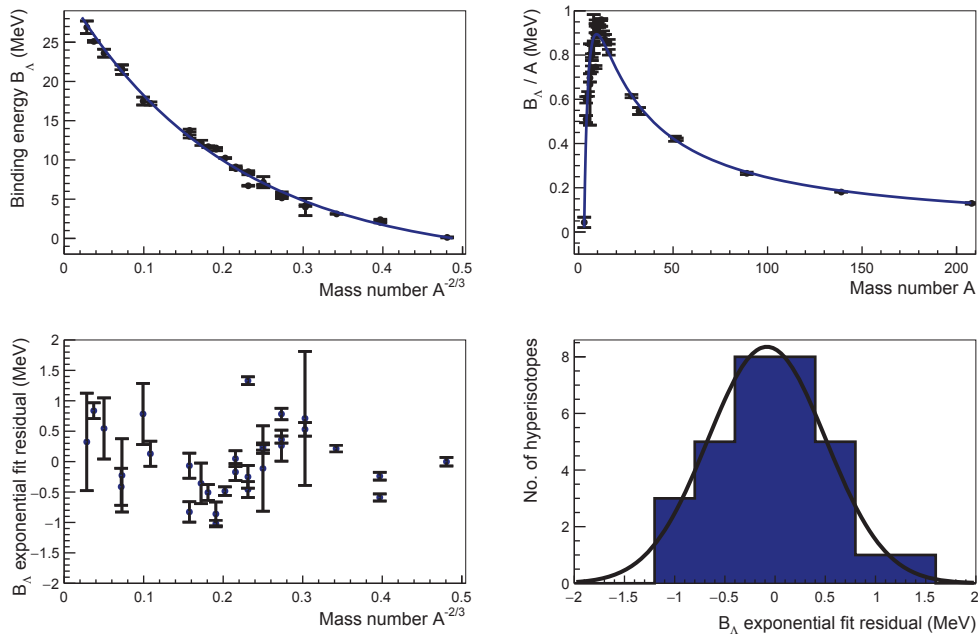 Binding energy B_Λ (MeV)
25
20
15
10
5
0
0 0.1 0.2 0.3 0.4 0.5
Mass number A^-2/3
B_Λ / A (MeV)
1
0.8
0.6
0.4
0.2
0
0 50 100 150 200
Mass number A
B_Λ exponential fit residual (MeV)
2
1.5
1
0.5
0
−0.5
−1
−1.5
−2
0 0.1 0.2 0.3 0.4 0.5
Mass number A^-2/3
No. of hyperisotopes
8
6
4
2
0
−2 −1.5 −1 −0.5 0 0.5 1 1.5 2
B_Λ exponential fit residual (MeV)